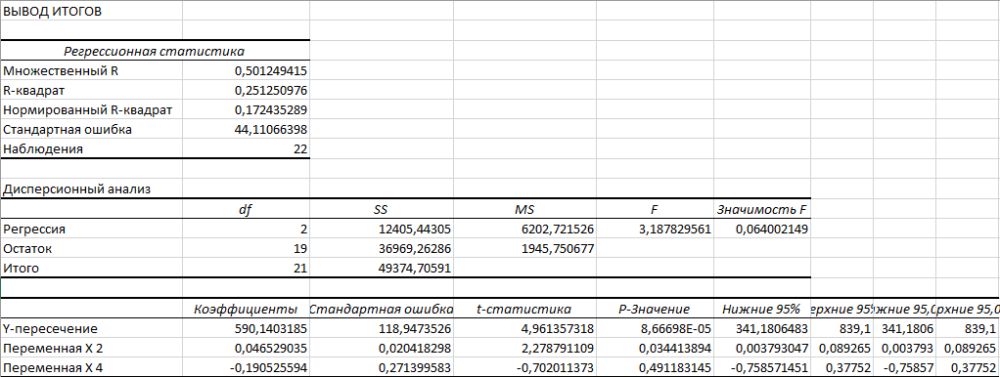 ВЫВОД ИТОГОВ
Регрессионная статистика
Множественный R 0,501249415
R-квадрат 0,251250976
Нормированный R-квадрат 0,172435289
Стандартная ошибка 44,11066398
Наблюдения 22
Дисперсионный анализ
df SS MS F Значимость F
Регрессия 2 12405,44305 6202,721526 3,187829561 0,064002149
Остаток 19 36969,26286 1945,750677
Итого 21 49374,70591
Коэффициенты Стандартная ошибка t-статистика P-Значение Нижние 95% ерхние 95% жние 95,0 рхние 95,0
Y-пересечение 590,1403185 118,9473526 4,961357318 8,66698E-05 341,1806483 839,1 341,1806 839,1
Переменная X 2 0,046529035 0,020418298 2,278791109 0,034413894 0,003793047 0,089265 0,003793 0,089265
Переменная X 4 -0,190525594 0,271399583 -0,702011373 0,491183145 -0,758571451 0,37752 -0,75857 0,37752